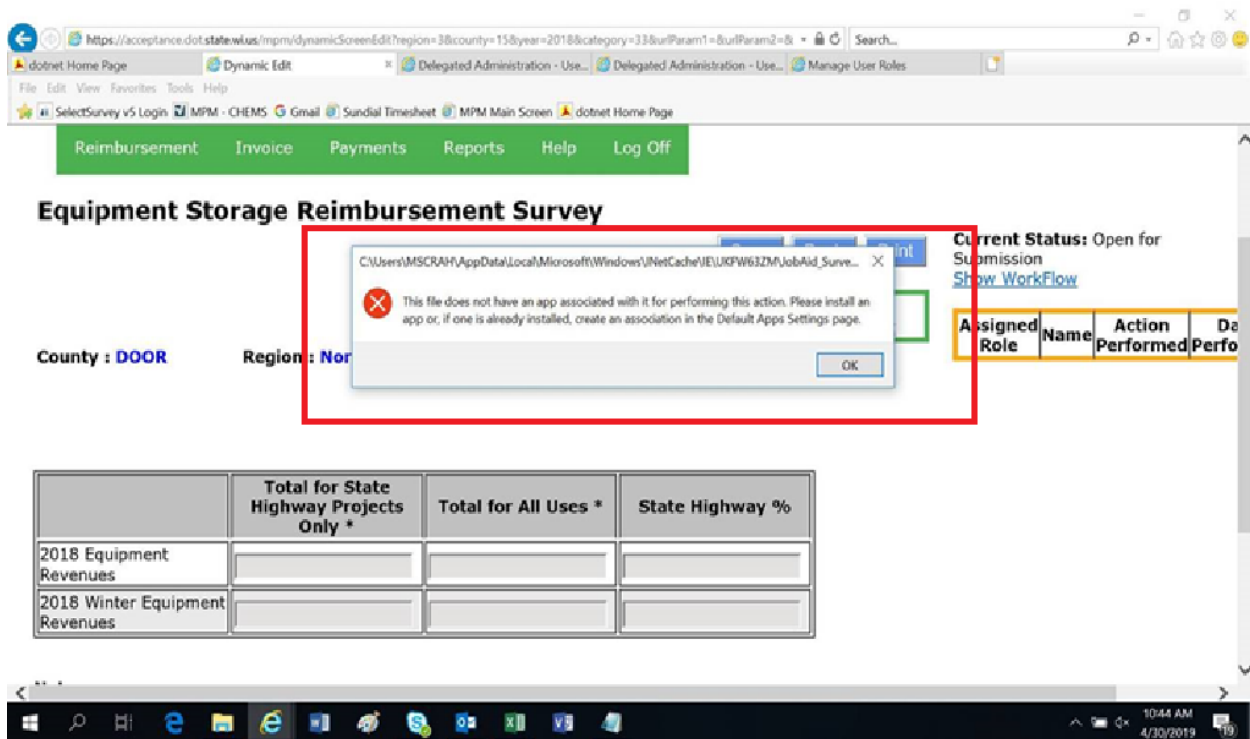 https://acceptance.dot.state.wi.us/mpm/dynamicScreenEdit?region=3&county=15&year=2018&category=33&urlParam1=&urlParam2=& Search...
dotnet Home Page Dynamic Edit Delegated Administration - Use... Delegated Administration - Use... Manage User Roles
File Edit View Favorites Tools Help
SelectSurvey v5 Login MPM - CHEMS Gmail Sundial Timesheet MPM Main Screen dotnet Home Page
Reimbursement Invoice Payments Reports Help Log Off
Equipment Storage Reimbursement Survey
Current Status: Open for
Submission
Show WorkFlow
C:\Users\MSCRAH\AppData\Local\Microsoft\Windows\INetCache\IE\UKFW63ZM\JobAid_Surve...
This file does not have an app associated with it for performing this action. Please install an
app or, if one is already installed, create an association in the Default Apps Settings page.
OK
County : DOOR Region : Nor
Assigned Role Name Action Performed Da Perfo
Total for State Highway Projects Only * Total for All Uses * State Highway %
2018 Equipment Revenues
2018 Winter Equipment Revenues
10:44 AM
4/30/2019
19